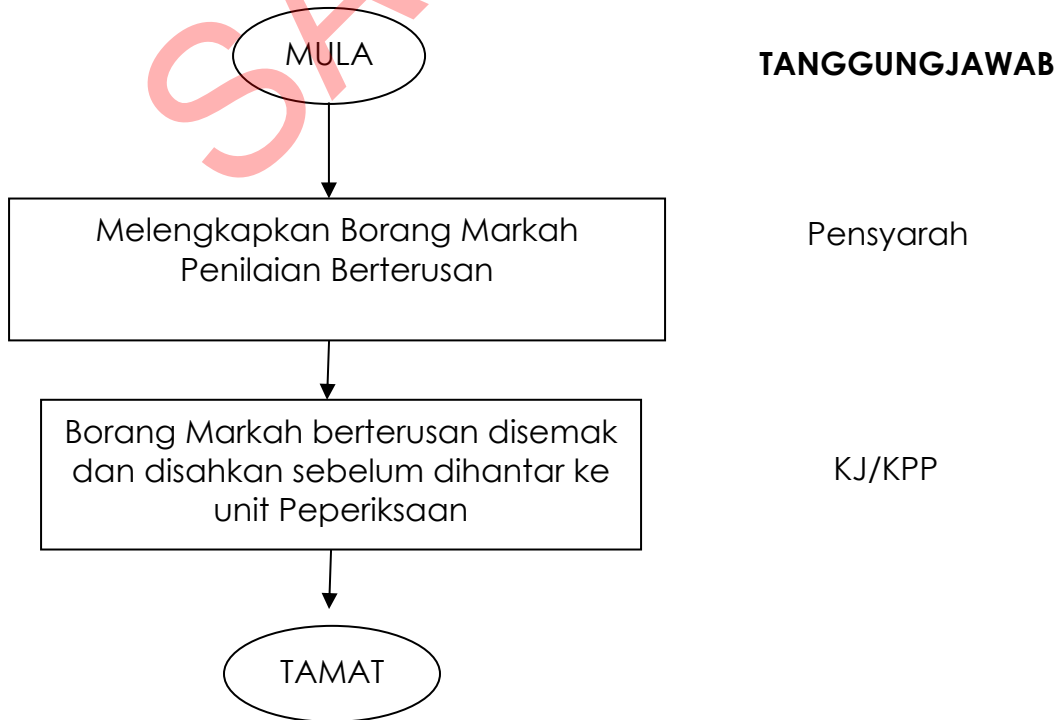 MULA
TANGGUNGJAWAB
Melengkapkan Borang Markah
Penilaian Berterusan
Pensyarah
Borang Markah berterusan disemak
dan disahkan sebelum dihantar ke
unit Peperiksaan
KJ/KPP
TAMAT